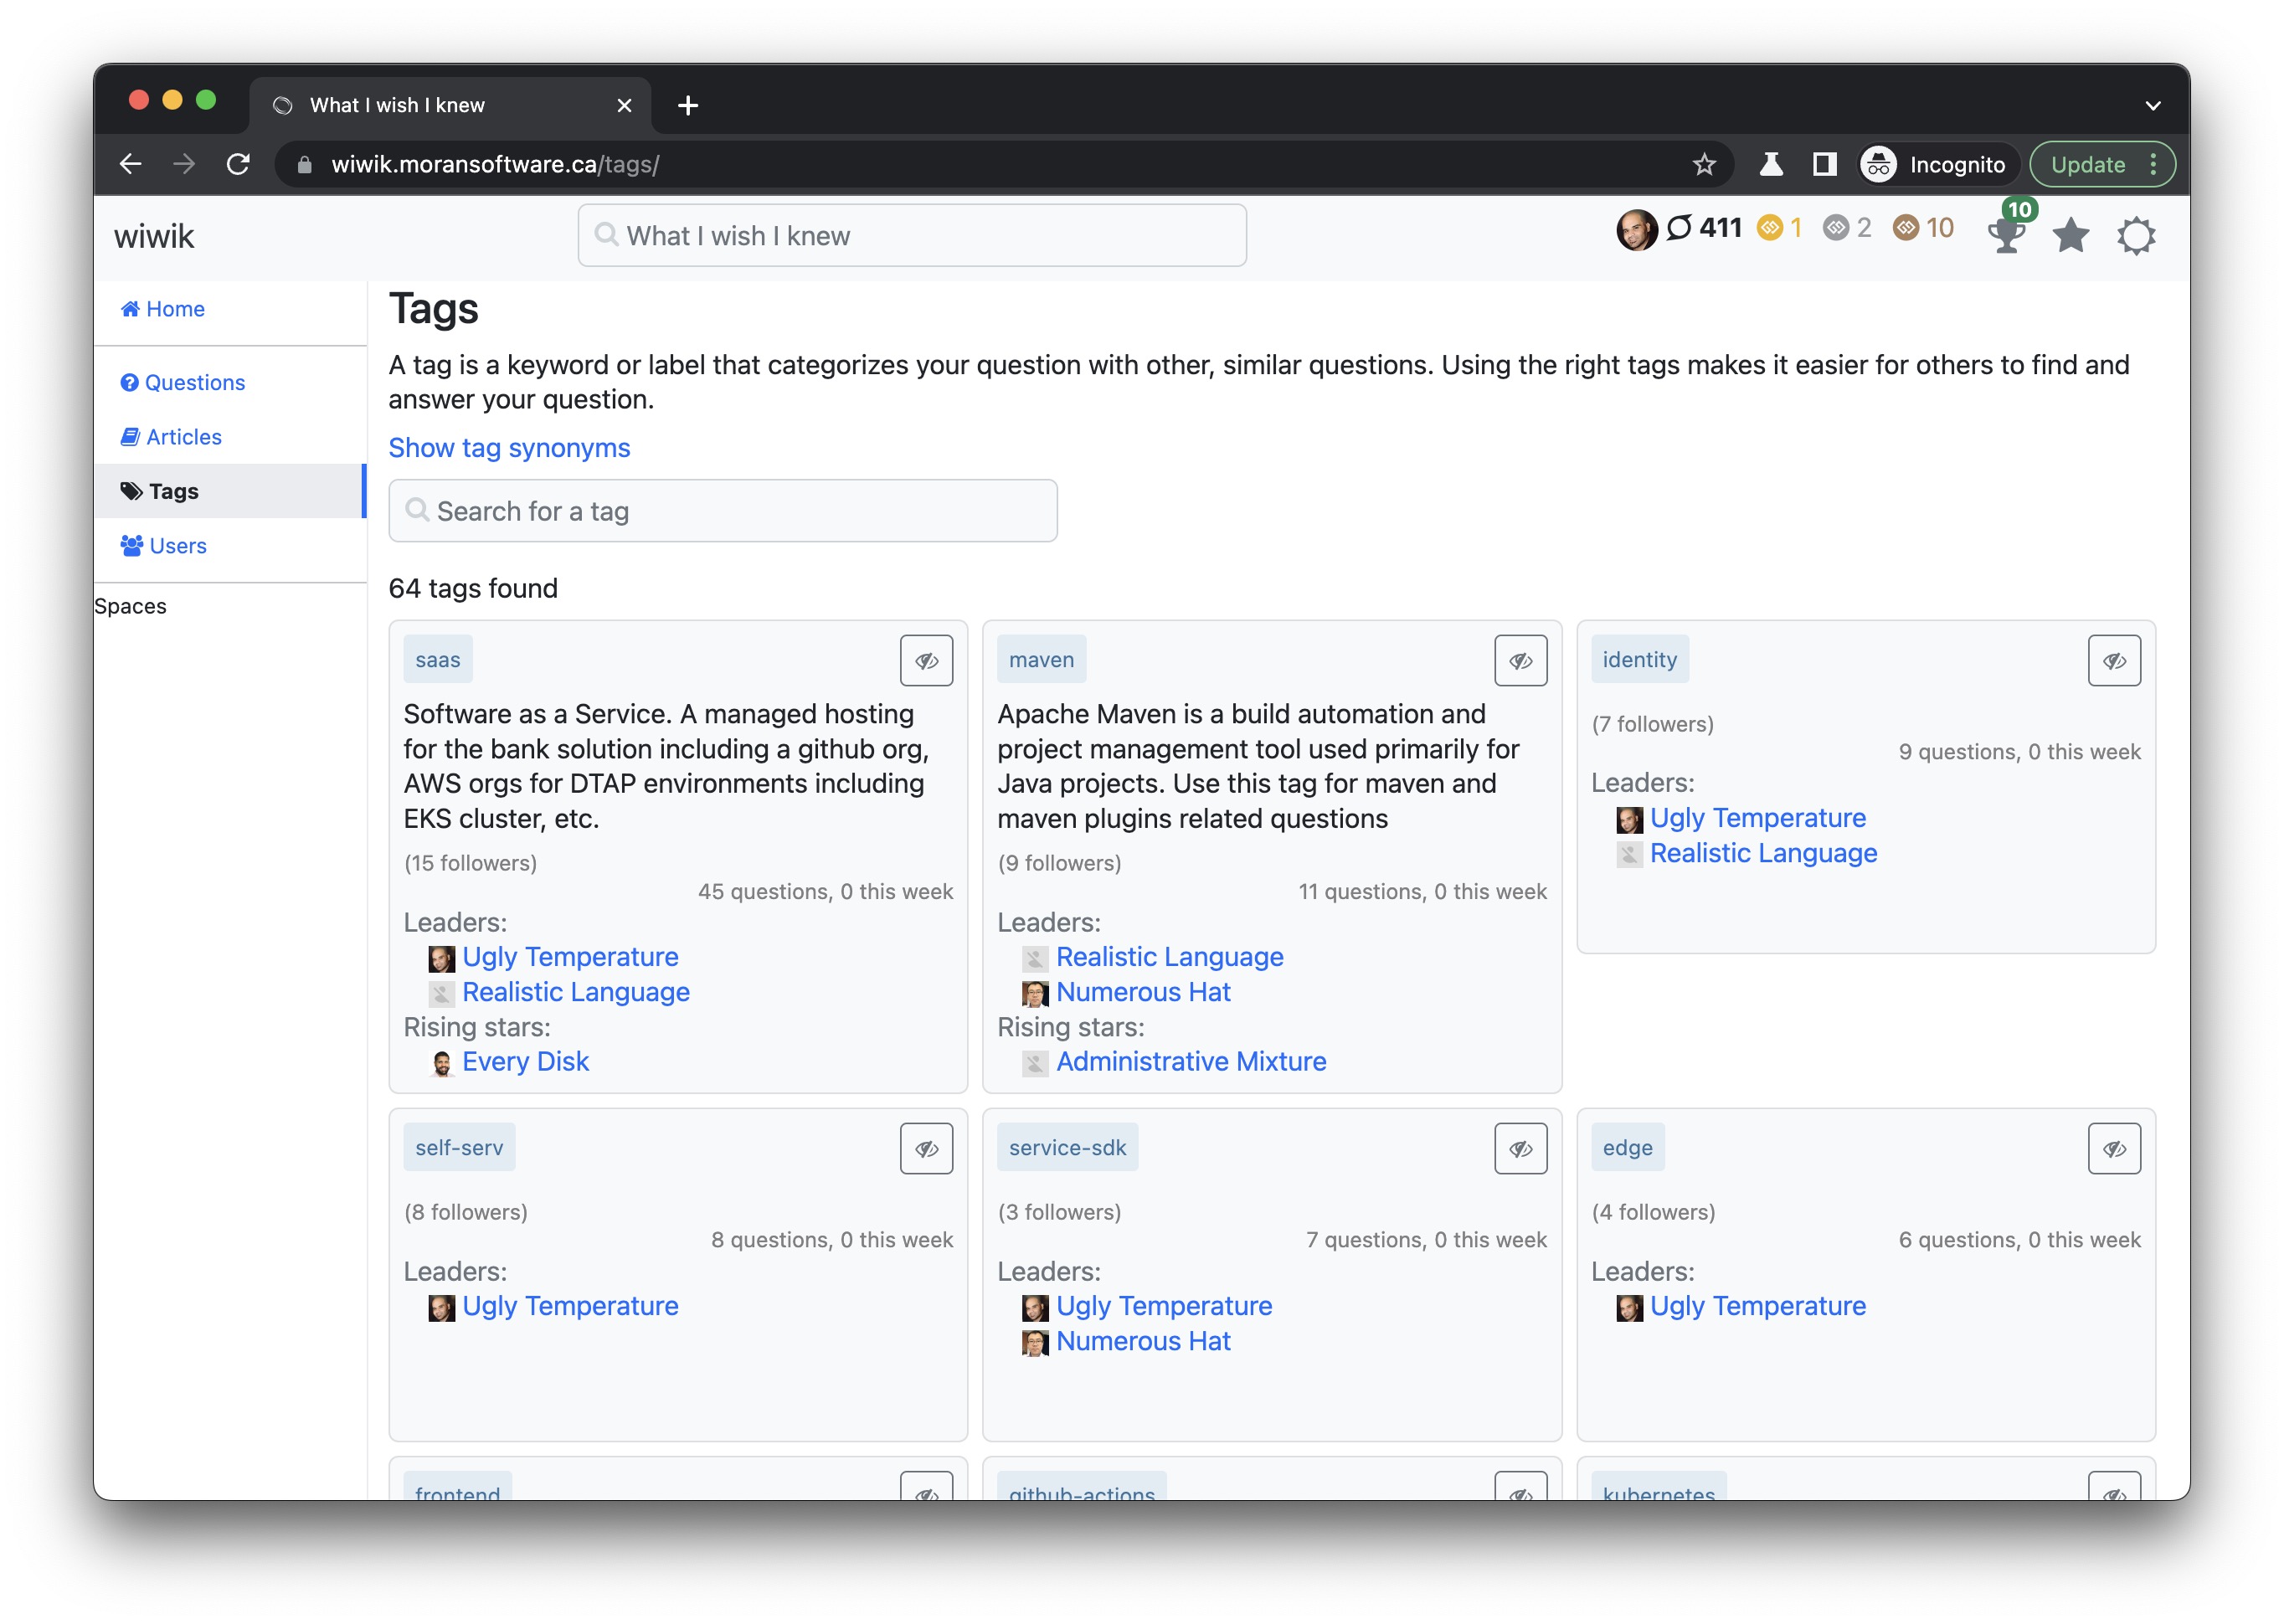 What I wish I knew
wiwik.moransoftware.ca/tags/
Incognito
Update
wiwik
What I wish I knew
411
1
2
10
10
Home
Questions
Articles
Tags
Users
Spaces
Tags
A tag is a keyword or label that categorizes your question with other, similar questions. Using the right tags makes it easier for others to find and
answer your question.
Show tag synonyms
Search for a tag
64 tags found
saas
Software as a Service. A managed hosting
for the bank solution including a github org,
AWS orgs for DTAP environments including
EKS cluster, etc.
(15 followers)
45 questions, 0 this week
Leaders:
Ugly Temperature
Realistic Language
Rising stars:
Every Disk
maven
Apache Maven is a build automation and
project management tool used primarily for
Java projects. Use this tag for maven and
maven plugins related questions
(9 followers)
11 questions, 0 this week
Leaders:
Realistic Language
Numerous Hat
Rising stars:
Administrative Mixture
identity
(7 followers)
9 questions, 0 this week
Leaders:
Ugly Temperature
Realistic Language
self-serv
(8 followers)
8 questions, 0 this week
Leaders:
Ugly Temperature
service-sdk
(3 followers)
7 questions, 0 this week
Leaders:
Ugly Temperature
Numerous Hat
edge
(4 followers)
6 questions, 0 this week
Leaders:
Ugly Temperature
frontend
github-actions
kubernetes